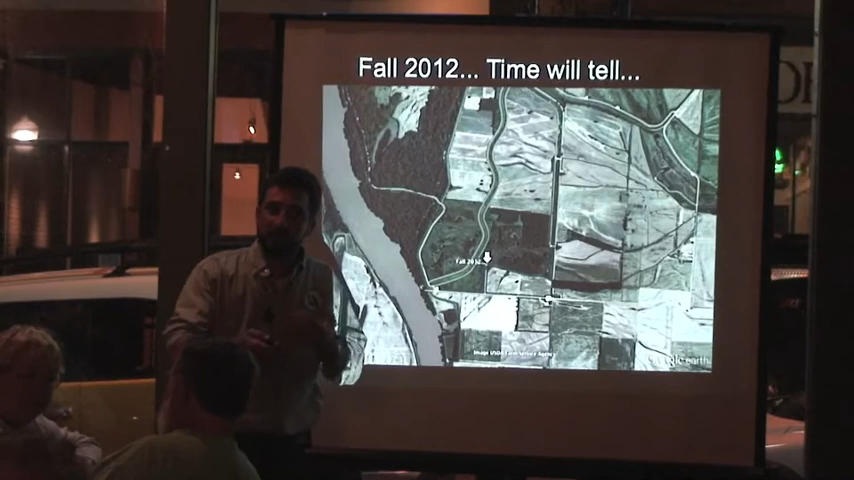 Fall 2012... Time will tell...
Fall 2012
Image USDA Farm Service Agency
Google earth